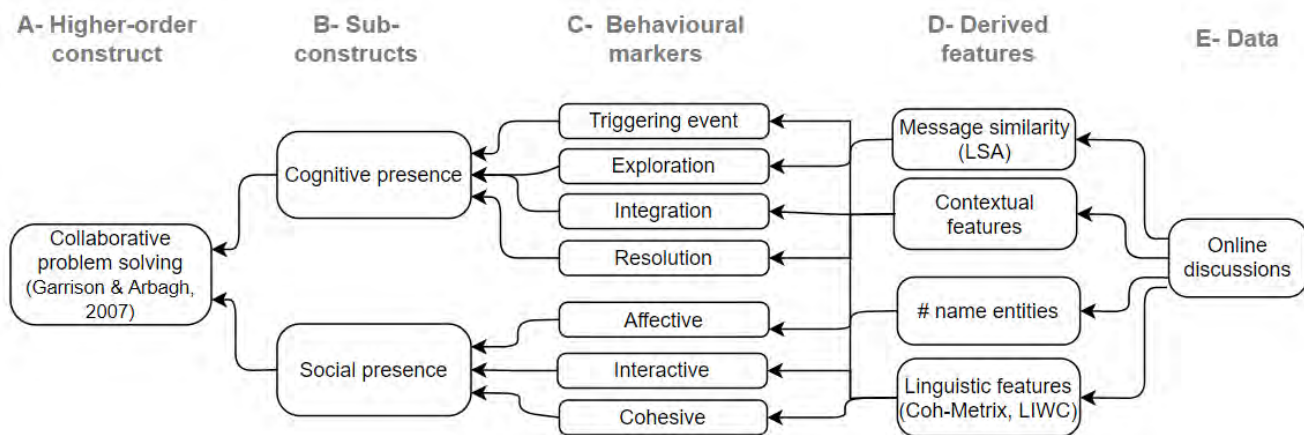 A- Higher-order
construct
B- Sub-
constructs
C- Behavioural
markers
D- Derived
features
E- Data
Collaborative
problem solving
(Garrison & Arbagh,
2007)
Cognitive presence
Social presence
Triggering event
Exploration
Integration
Resolution
Affective
Interactive
Cohesive
Message similarity
(LSA)
Contextual
features
# name entities
Linguistic features
(Coh-Metrix, LIWC)
Online
discussions